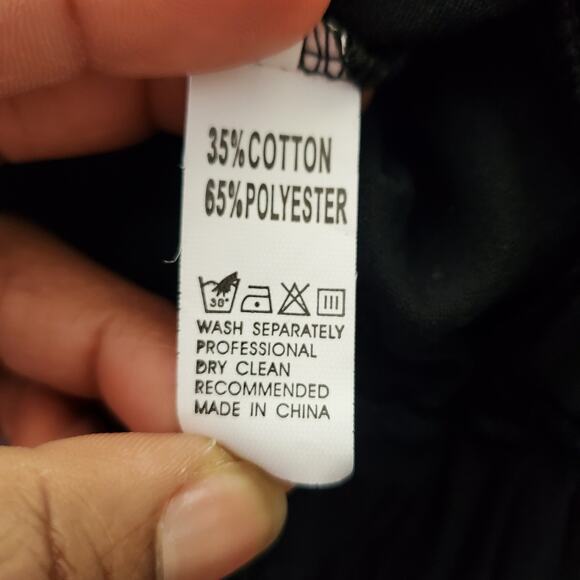 35%COTTON
65%POLYESTER
30°
WASH SEPARATELY
PROFESSIONAL
DRY CLEAN
RECOMMENDED
MADE IN CHINA